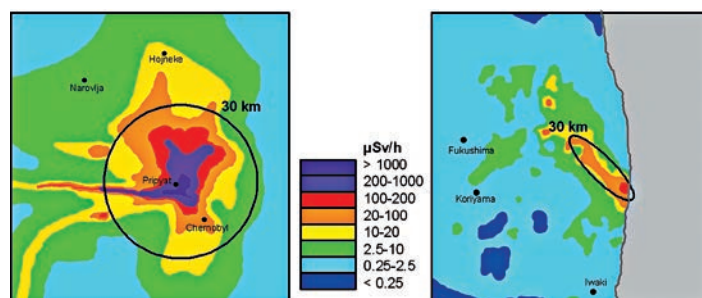 Hojneke
Narovlja
30 km
Pripyat
Chernobyl
µSv/h
> 1000
200-1000
100-200
20-100
10-20
2.5-10
0.25-2.5
< 0.25
30 km
Fukushima
Koriyama
Iwaki